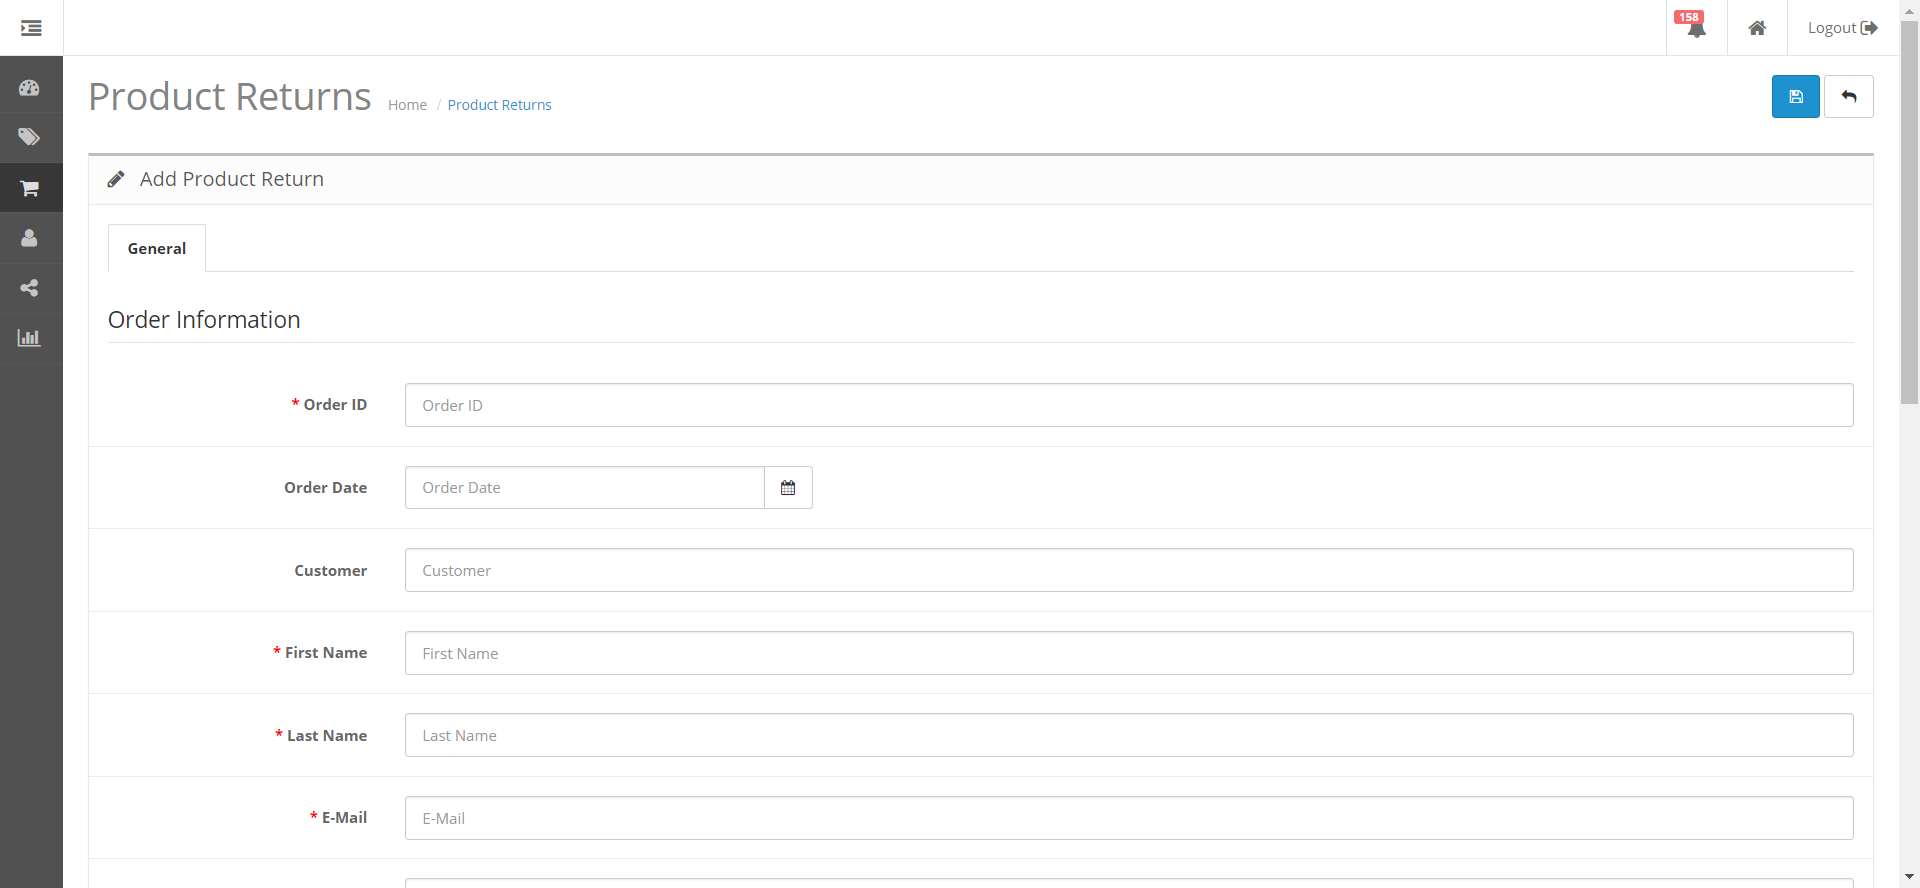 158
Logout
Product Returns
Home / Product Returns
Add Product Return
General
Order Information
* Order ID
Order ID
Order Date
Order Date
Customer
Customer
* First Name
First Name
* Last Name
Last Name
* E-Mail
E-Mail